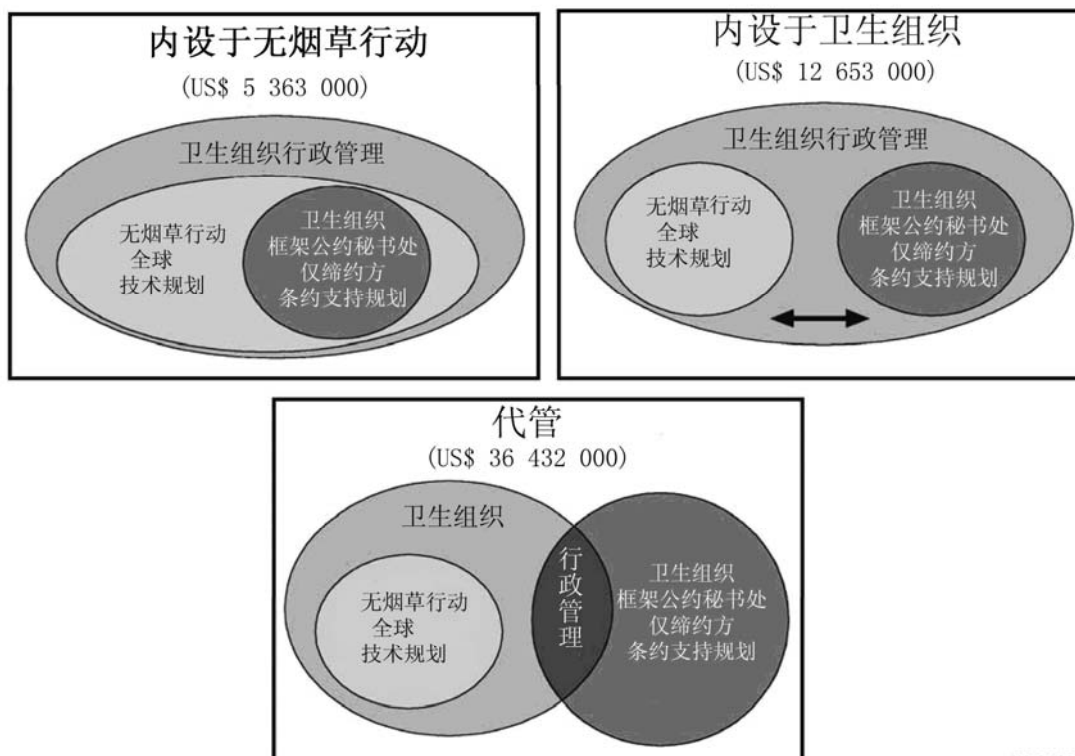 内设于无烟草行动
(US$ 5 363 000)
卫生组织行政管理
无烟草行动
全球
技术规划
卫生组织
框架公约秘书处
仅缔约方
条约支持规划
内设于卫生组织
(US$ 12 653 000)
卫生组织行政管理
无烟草行动
全球
技术规划
卫生组织
框架公约秘书处
仅缔约方
条约支持规划
代管
(US$ 36 432 000)
卫生组织
无烟草行动
全球
技术规划
行政管理
卫生组织
框架公约秘书处
仅缔约方
条约支持规划